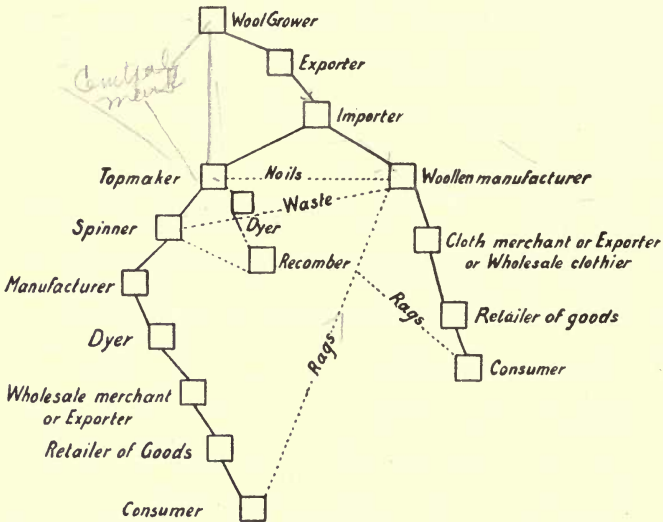 Wool Grower
Exporter
Importer
Topmaker
Noils
Woollen manufacturer
Waste
Spinner
Dyer
Recomber
Cloth merchant or Exporter
or Wholesale clothier
Manufacturer
Rags
Retailer of goods
Dyer
Rags
Consumer
Wholesale merchant
or Exporter
Retailer of Goods
Consumer